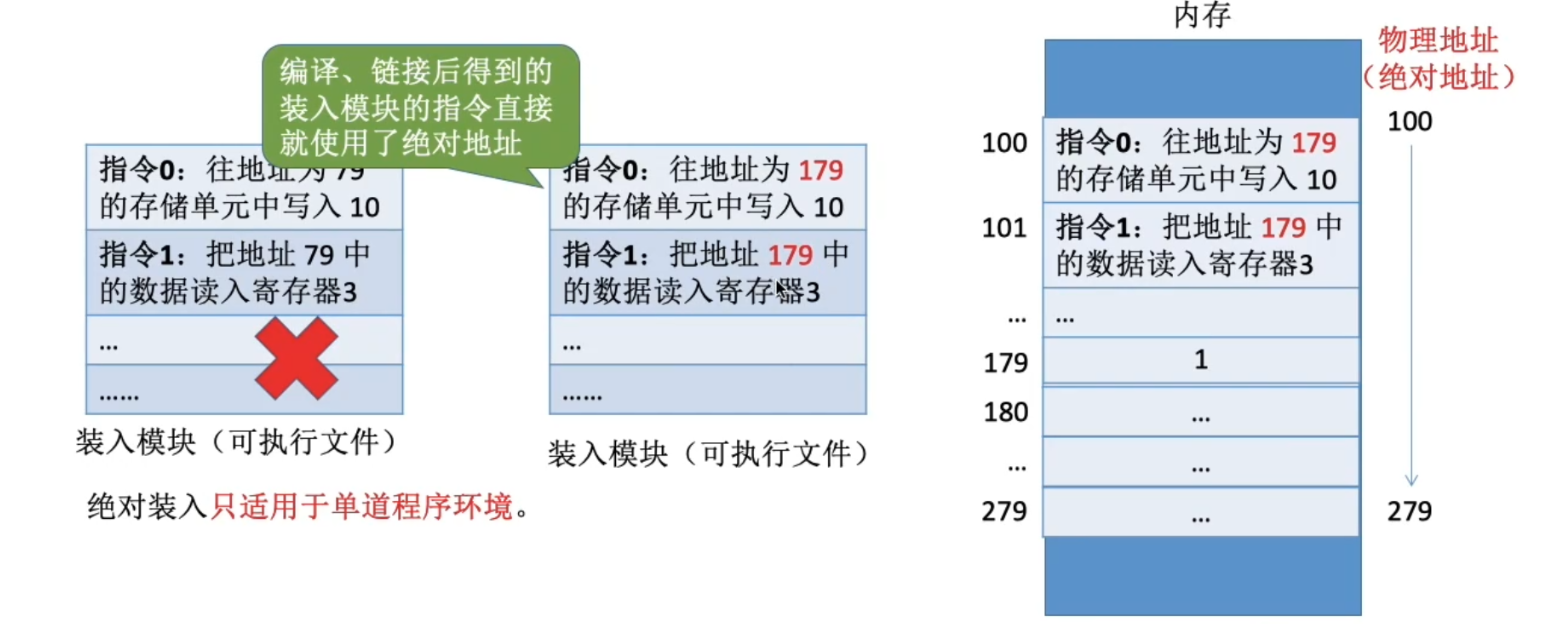 编译、链接后得到的
装入模块的指令直接
就使用了绝对地址
指令0：往地址为 79
的存储单元中写入 10
指令1：把地址 79 中
的数据读入寄存器3
...
......
装入模块（可执行文件）
指令0：往地址为 179
的存储单元中写入 10
指令1：把地址 179 中
的数据读入寄存器3
...
......
装入模块（可执行文件）
绝对装入只适用于单道程序环境。
内存
物理地址
（绝对地址）
100
279
100 指令0：往地址为 179
的存储单元中写入 10
101 指令1：把地址 179 中
的数据读入寄存器3
... ...
179 1
180 ...
... ...
279 ...